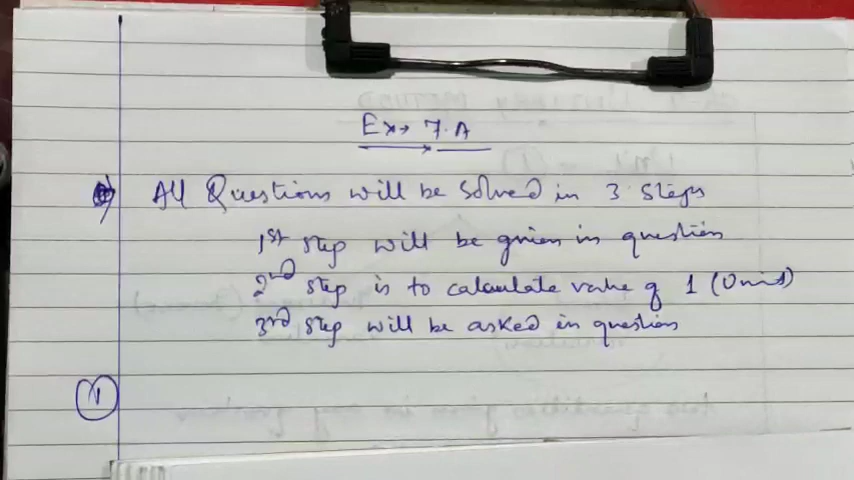 Ex→ 7.A
All Questions will be solved in 3 steps
1st step will be given in question
2nd step is to calculate value of 1 (Unit)
3rd step will be asked in question
1